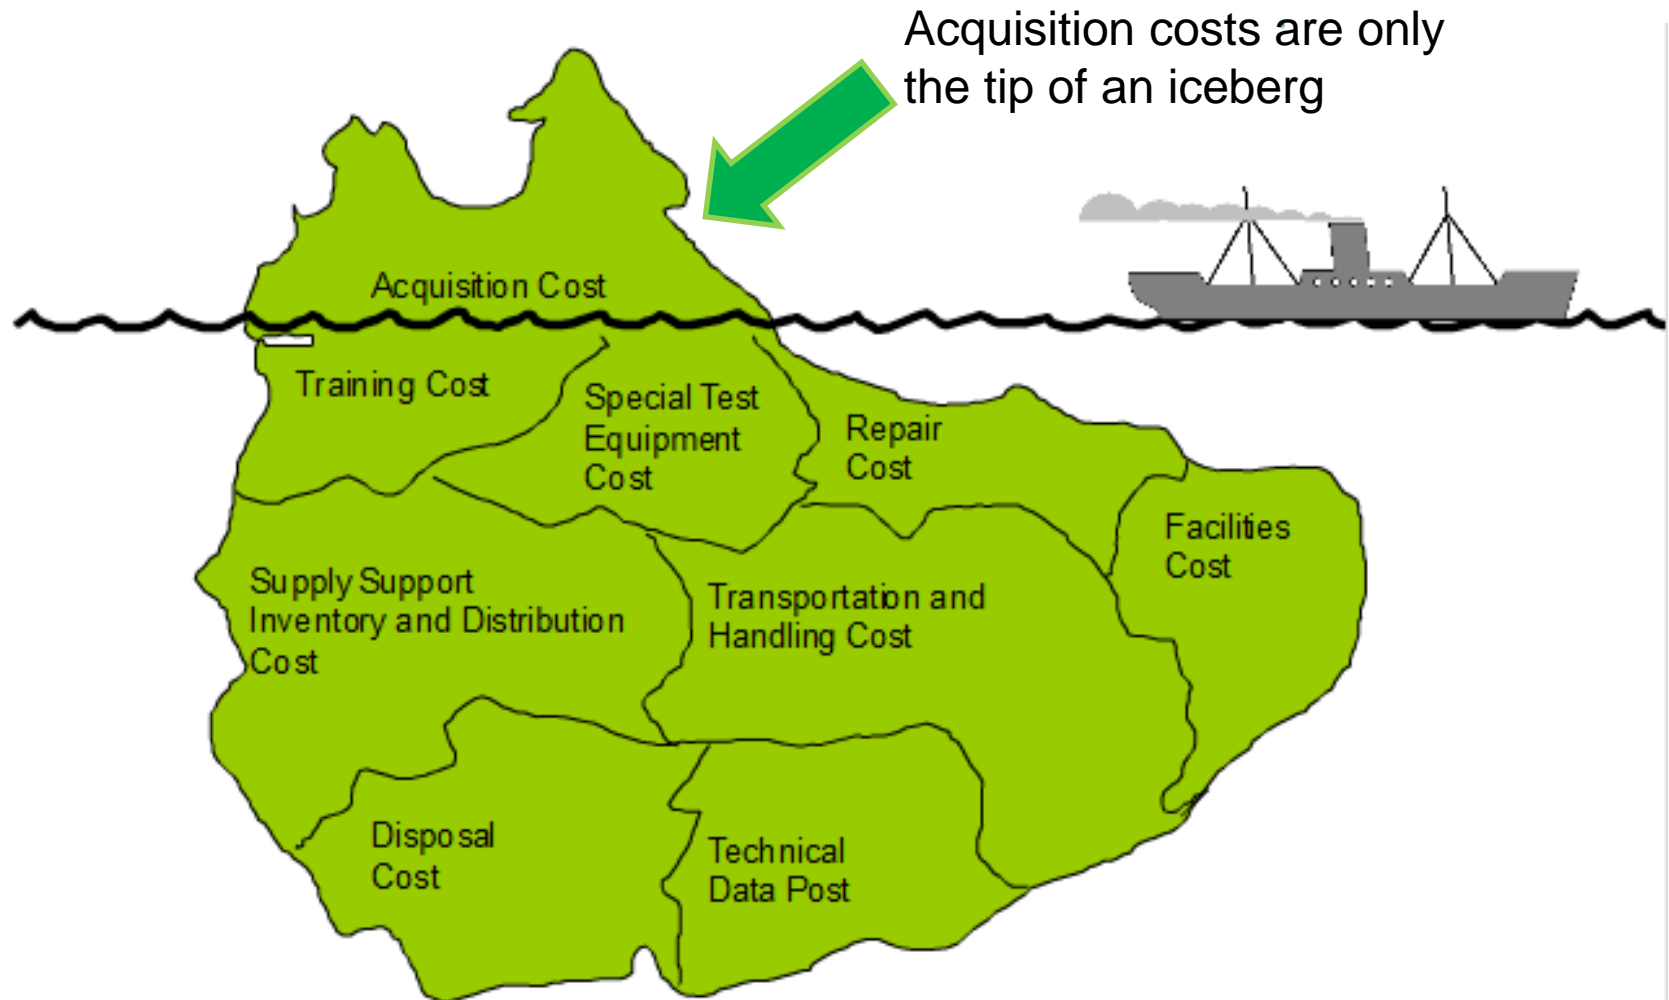 Acquisition costs are only
the tip of an iceberg
Acquisition Cost
Training Cost
Special Test
Equipment
Cost
Repair
Cost
Facilities
Cost
Supply Support
Inventory and Distribution
Cost
Transportation and
Handling Cost
Disposal
Cost
Technical
Data Post